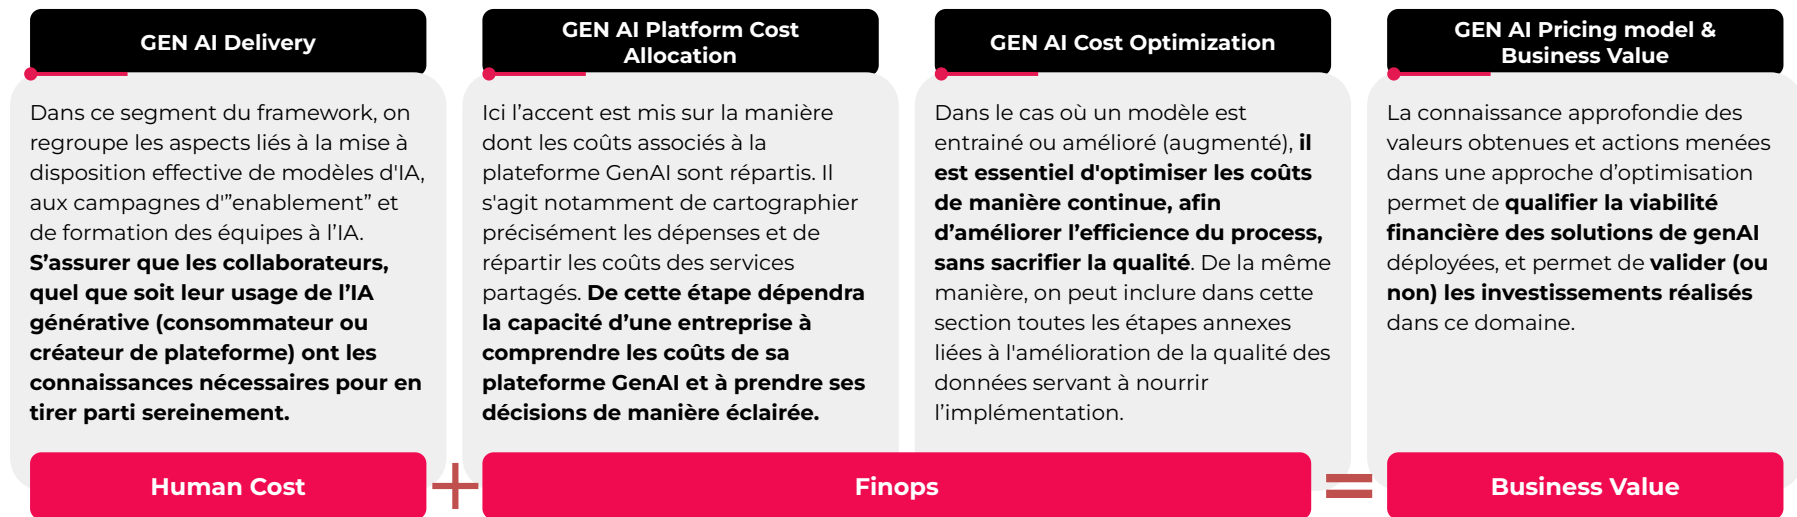 GEN AI Delivery
Dans ce segment du framework, on
regroupe les aspects liés à la mise à
disposition effective de modèles d'IA,
aux campagnes d'”enablement” et
de formation des équipes à l’IA.
S’assurer que les collaborateurs,
quel que soit leur usage de l’IA
générative (consommateur ou
créateur de plateforme) ont les
connaissances nécessaires pour en
tirer parti sereinement.
Human Cost
+
GEN AI Platform Cost
Allocation
Ici l’accent est mis sur la manière
dont les coûts associés à la
plateforme GenAI sont répartis. Il
s'agit notamment de cartographier
précisément les dépenses et de
répartir les coûts des services
partagés. De cette étape dépendra
la capacité d’une entreprise à
comprendre les coûts de sa
plateforme GenAI et à prendre ses
décisions de manière éclairée.
GEN AI Cost Optimization
Dans le cas où un modèle est
entrainé ou amélioré (augmenté), il
est essentiel d'optimiser les coûts
de manière continue, afin
d’améliorer l’efficience du process,
sans sacrifier la qualité. De la même
manière, on peut inclure dans cette
section toutes les étapes annexes
liées à l'amélioration de la qualité des
données servant à nourrir
l’implémentation.
Finops
=
GEN AI Pricing model &
Business Value
La connaissance approfondie des
valeurs obtenues et actions menées
dans une approche d’optimisation
permet de qualifier la viabilité
financière des solutions de genAI
déployées, et permet de valider (ou
non) les investissements réalisés
dans ce domaine.
Business Value